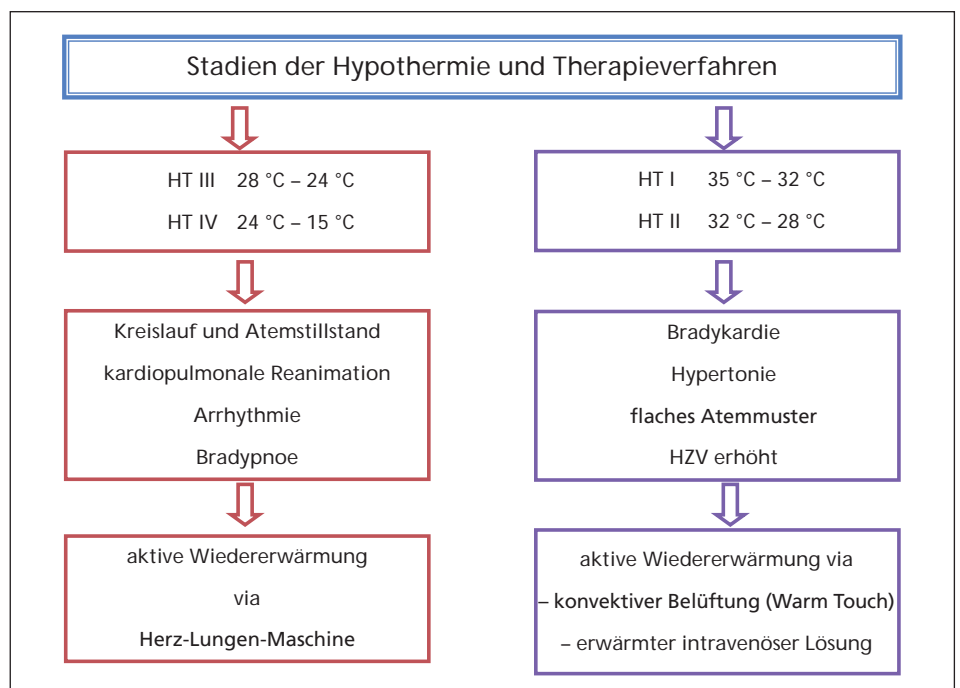 Stadien der Hypothermie und Therapieverfahren
HT III 28 °C – 24 °C
HT IV 24 °C – 15 °C
HT I 35 °C – 32 °C
HT II 32 °C – 28 °C
Kreislauf und Atemstillstand
kardiopulmonale Reanimation
Arrhythmie
Bradypnoe
Bradykardie
Hypertonie
flaches Atemmuster
HZV erhöht
aktive Wiedererwärmung
via
Herz-Lungen-Maschine
aktive Wiedererwärmung via
– konvektiver Belüftung (Warm Touch)
– erwärmter intravenöser Lösung